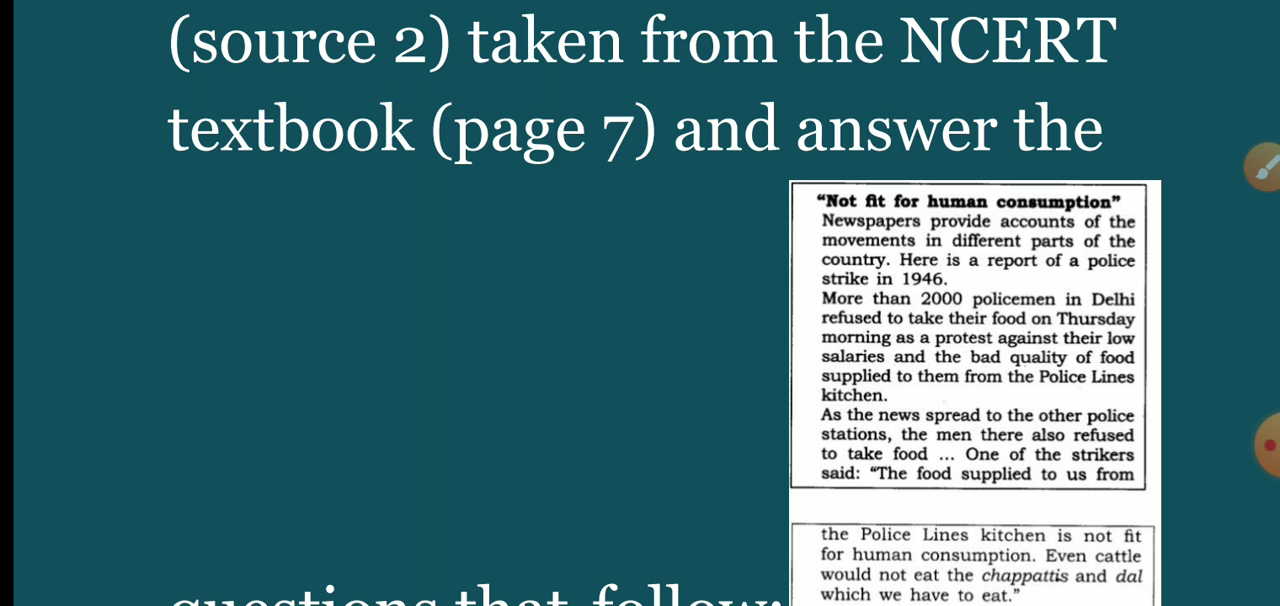 (source 2) taken from the NCERT
textbook (page 7) and answer the
“Not fit for human consumption”
Newspapers provide accounts of the
movements in different parts of the
country. Here is a report of a police
strike in 1946.
More than 2000 policemen in Delhi
refused to take their food on Thursday
morning as a protest against their low
salaries and the bad quality of food
supplied to them from the Police Lines
kitchen.
As the news spread to the other police
stations, the men there also refused
to take food ... One of the strikers
said: “The food supplied to us from
the Police Lines kitchen is not fit
for human consumption. Even cattle
would not eat the chappattis and dal
which we have to eat.”
questions that follow: